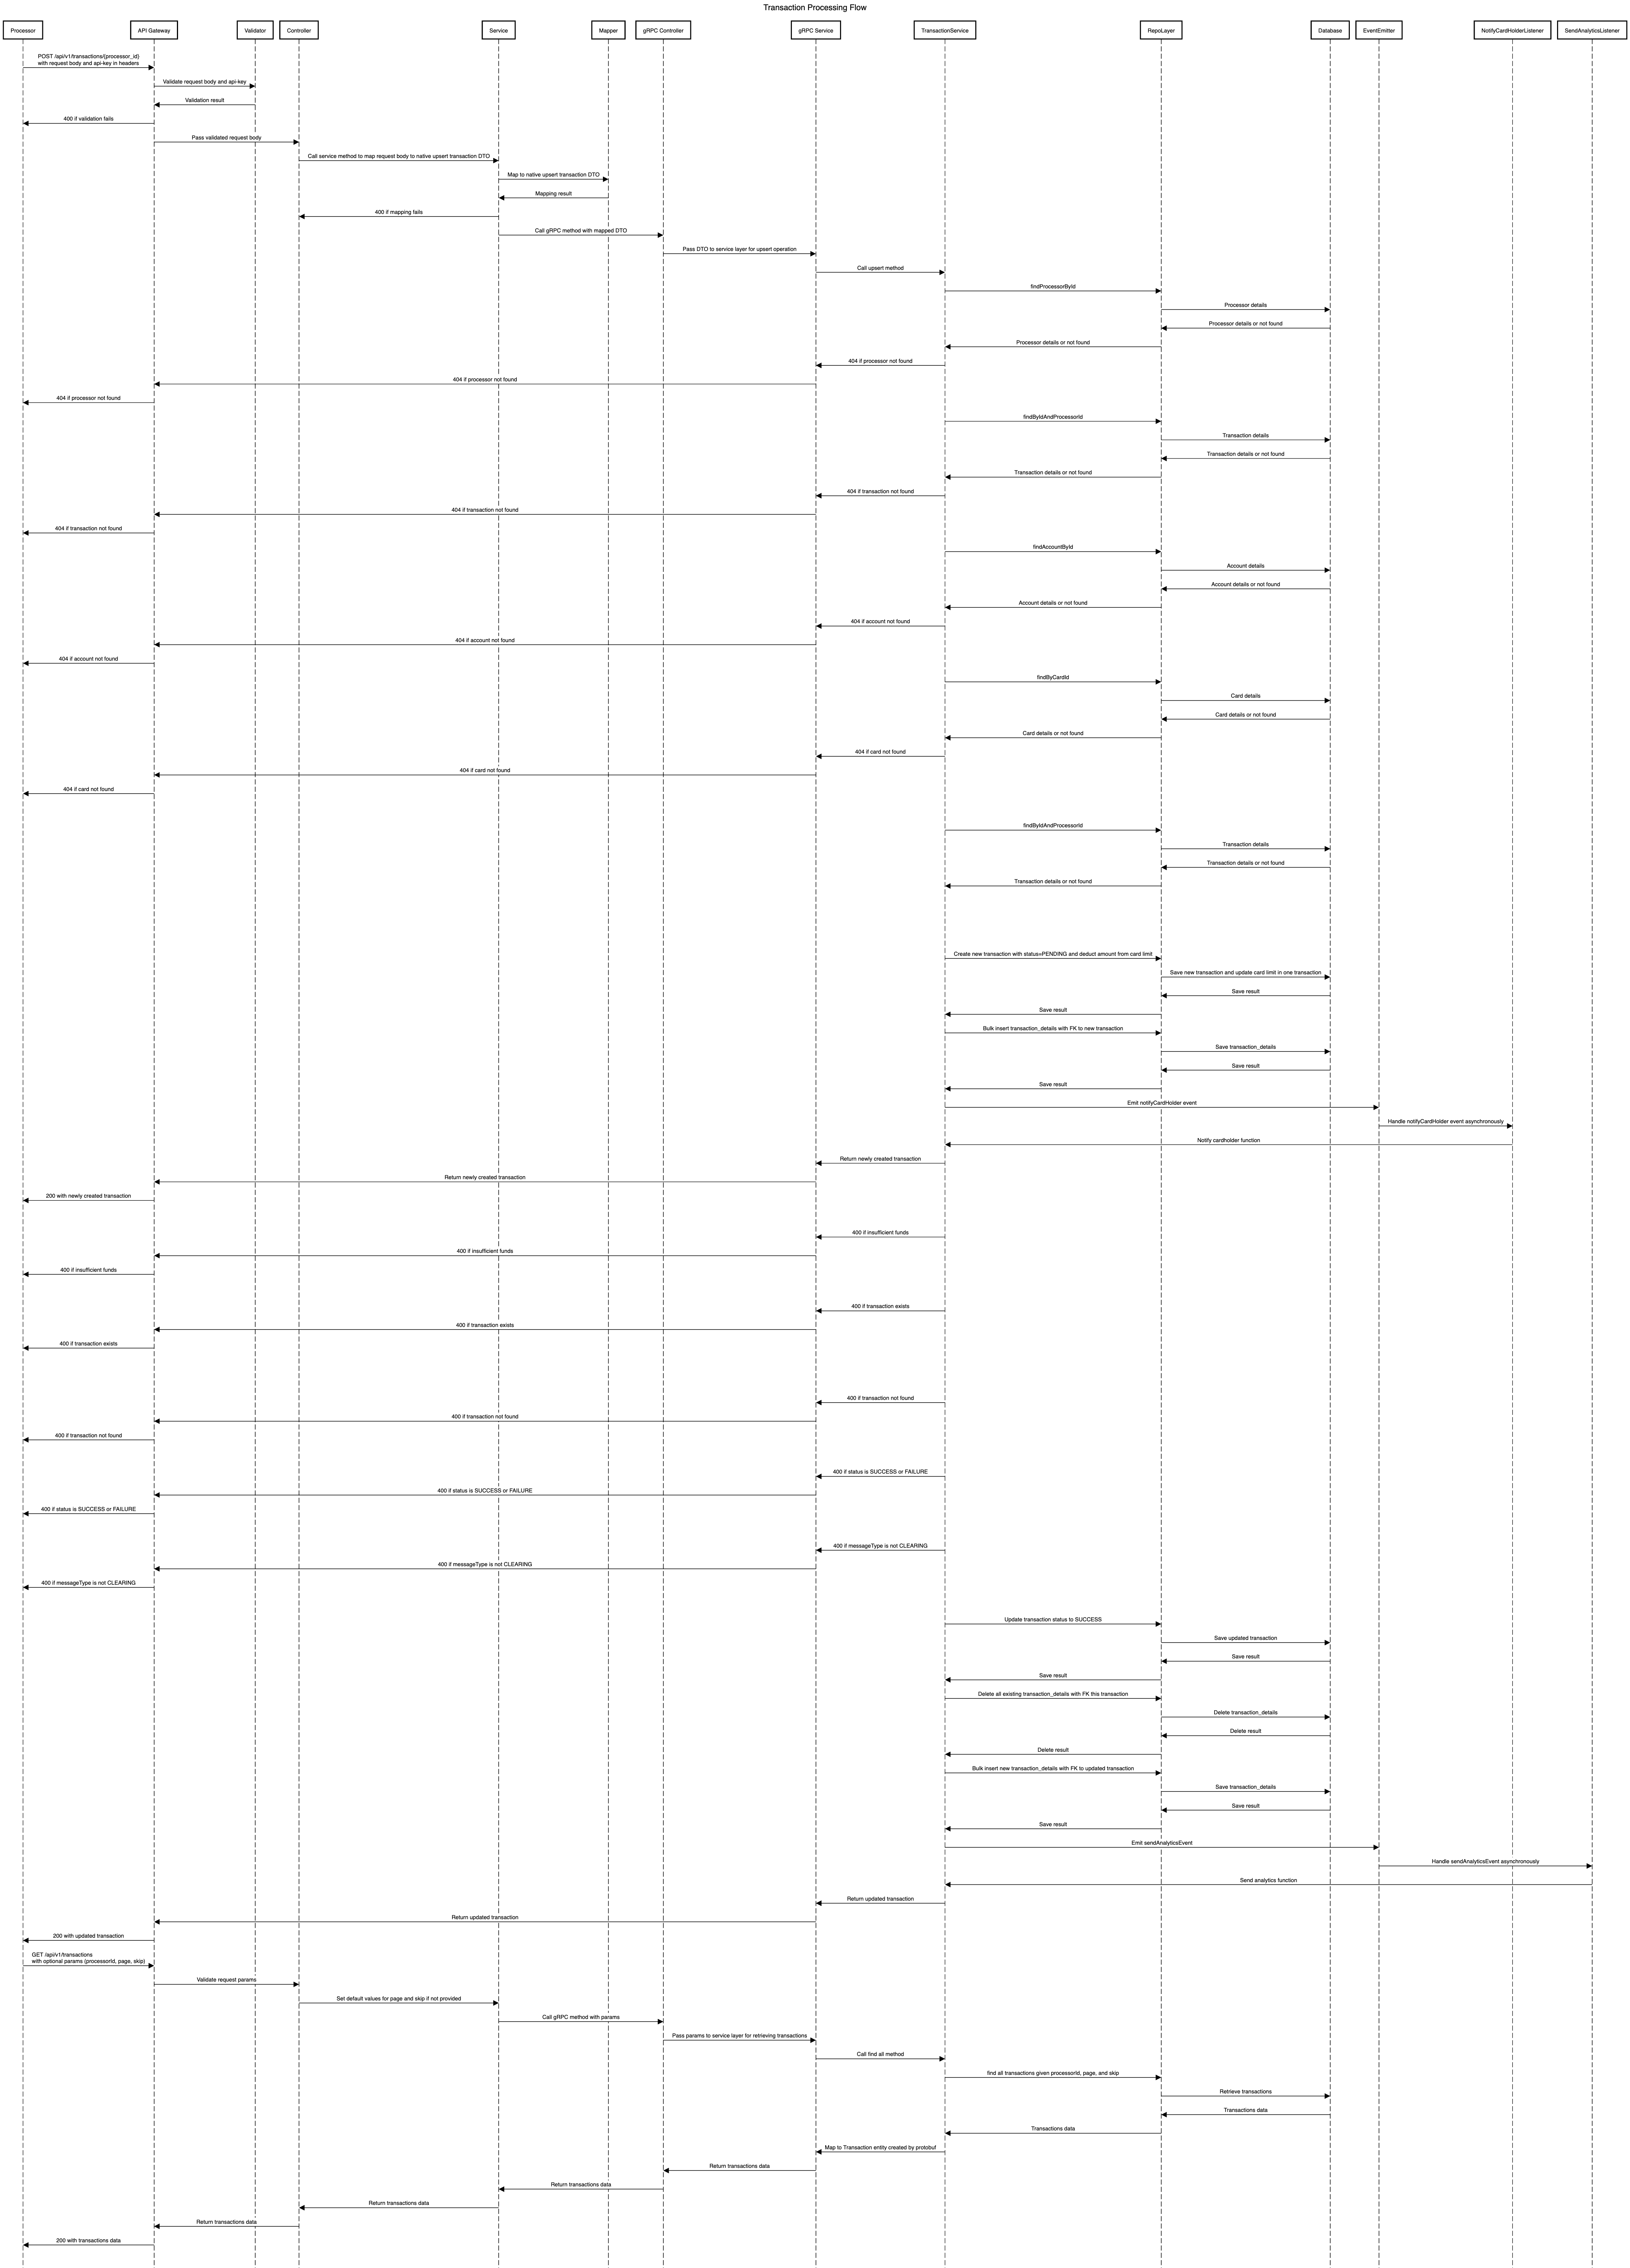 Transaction Processing Flow
Processor
API Gateway
Validator
Controller
Service
Mapper
gRPC Controller
gRPC Service
TransactionService
RepoLayer
Database
EventEmitter
NotifyCardHolderListener
SendAnalyticsListener
POST /api/v1/transactions/{processor_id}
with request body and api-key in headers
Validate request body and api-key
Validation result
400 if validation fails
Pass validated request body
Call service method to map request body to native upsert transaction DTO
Map to native upsert transaction DTO
Mapping result
400 if mapping fails
Call gRPC method with mapped DTO
Pass DTO to service layer for upsert operation
Call upsert method
findProcessorById
Processor details
Processor details or not found
Processor details or not found
404 if processor not found
404 if processor not found
404 if processor not found
findByIdAndProcessorId
Transaction details
Transaction details or not found
Transaction details or not found
404 if transaction not found
404 if transaction not found
404 if transaction not found
findAccountById
Account details
Account details or not found
Account details or not found
404 if account not found
404 if account not found
404 if account not found
findByCardId
Card details
Card details or not found
Card details or not found
404 if card not found
404 if card not found
404 if card not found
findByIdAndProcessorId
Transaction details
Transaction details or not found
Transaction details or not found
Create new transaction with status=PENDING and deduct amount from card limit
Save new transaction and update card limit in one transaction
Save result
Save result
Bulk insert transaction_details with FK to new transaction
Save transaction_details
Save result
Save result
Emit notifyCardHolder event
Handle notifyCardHolder event asynchronously
Notify cardholder function
Return newly created transaction
Return newly created transaction
200 with newly created transaction
400 if insufficient funds
400 if insufficient funds
400 if insufficient funds
400 if transaction exists
400 if transaction exists
400 if transaction exists
400 if transaction not found
400 if transaction not found
400 if transaction not found
400 if status is SUCCESS or FAILURE
400 if status is SUCCESS or FAILURE
400 if status is SUCCESS or FAILURE
400 if messageType is not CLEARING
400 if messageType is not CLEARING
400 if messageType is not CLEARING
Update transaction status to SUCCESS
Save updated transaction
Save result
Save result
Delete all existing transaction_details with FK this transaction
Delete transaction_details
Delete result
Delete result
Bulk insert new transaction_details with FK to updated transaction
Save transaction_details
Save result
Save result
Emit sendAnalyticsEvent
Handle sendAnalyticsEvent asynchronously
Send analytics function
Return updated transaction
Return updated transaction
200 with updated transaction
GET /api/v1/transactions
with optional params (processorId, page, skip)
Validate request params
Set default values for page and skip if not provided
Call gRPC method with params
Pass params to service layer for retrieving transactions
Call find all method
find all transactions given processorId, page, and skip
Retrieve transactions
Transactions data
Transactions data
Map to Transaction entity created by protobuf
Return transactions data
Return transactions data
Return transactions data
Return transactions data
200 with transactions data